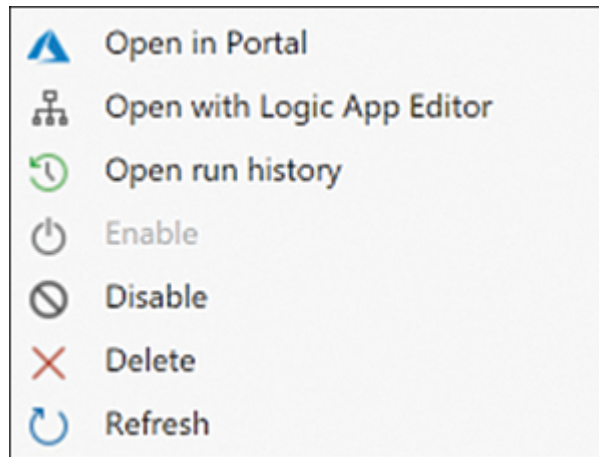 Open in Portal
Open with Logic App Editor
Open run history
Enable
Disable
Delete
Refresh